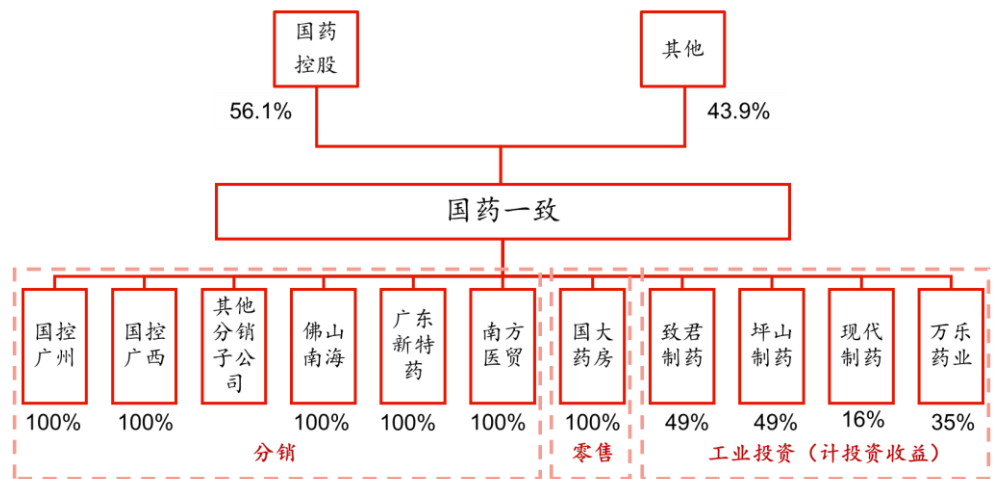 国药
控股
其他
56.1%
43.9%
国药一致
国控
广州
国控
广西
其他
分销
子公
司
佛山
南海
广东
新特
药
南方
医贸
国大
药房
致君
制药
坪山
制药
现代
制药
万乐
药业
100%
100%
100%
100%
100%
100%
49%
49%
16%
35%
分销
零售
工业投资（计投资收益）